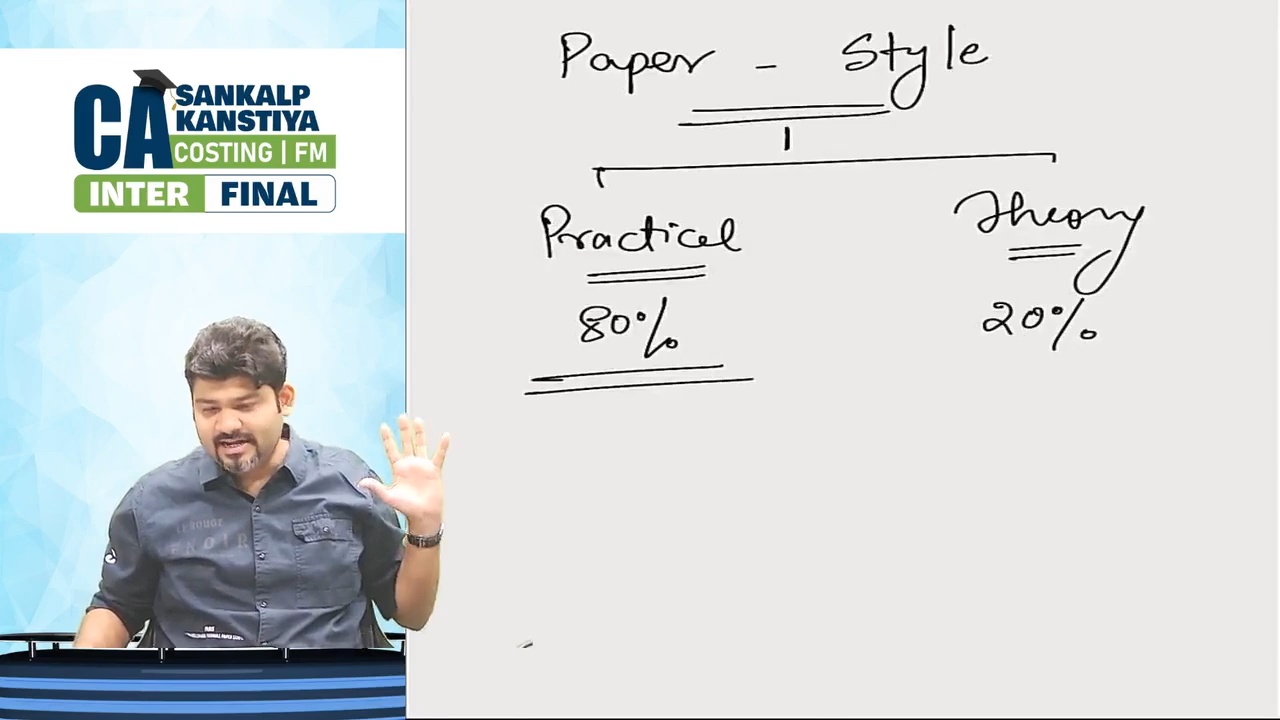 CA SANKALP
KANSTIYA
COSTING | FM
INTER FINAL
Paper - Style
Practical Theory
80% 20%